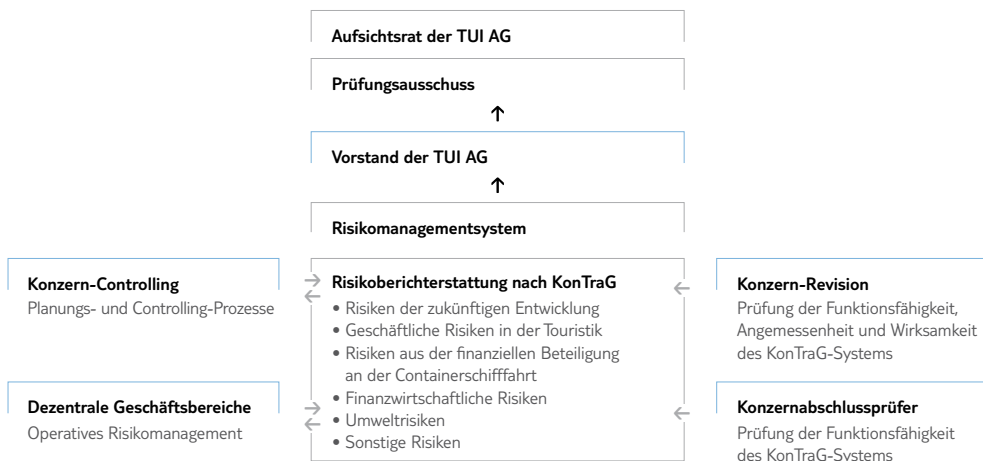 Aufsichtsrat der TUI AG
Prüfungsausschuss
↑
Vorstand der TUI AG
↑
Risikomanagementsystem
Konzern-Controlling
Planungs- und Controlling-Prozesse
Dezentrale Geschäftsbereiche
Operatives Risikomanagement
Risikoberichterstattung nach KonTraG
• Risiken der zukünftigen Entwicklung
• Geschäftliche Risiken in der Touristik
• Risiken aus der finanziellen Beteiligung
an der Containerschifffahrt
• Finanzwirtschaftliche Risiken
• Umweltrisiken
• Sonstige Risiken
Konzern-Revision
Prüfung der Funktionsfähigkeit,
Angemessenheit und Wirksamkeit
des KonTraG-Systems
Konzernabschlussprüfer
Prüfung der Funktionsfähigkeit
des KonTraG-Systems